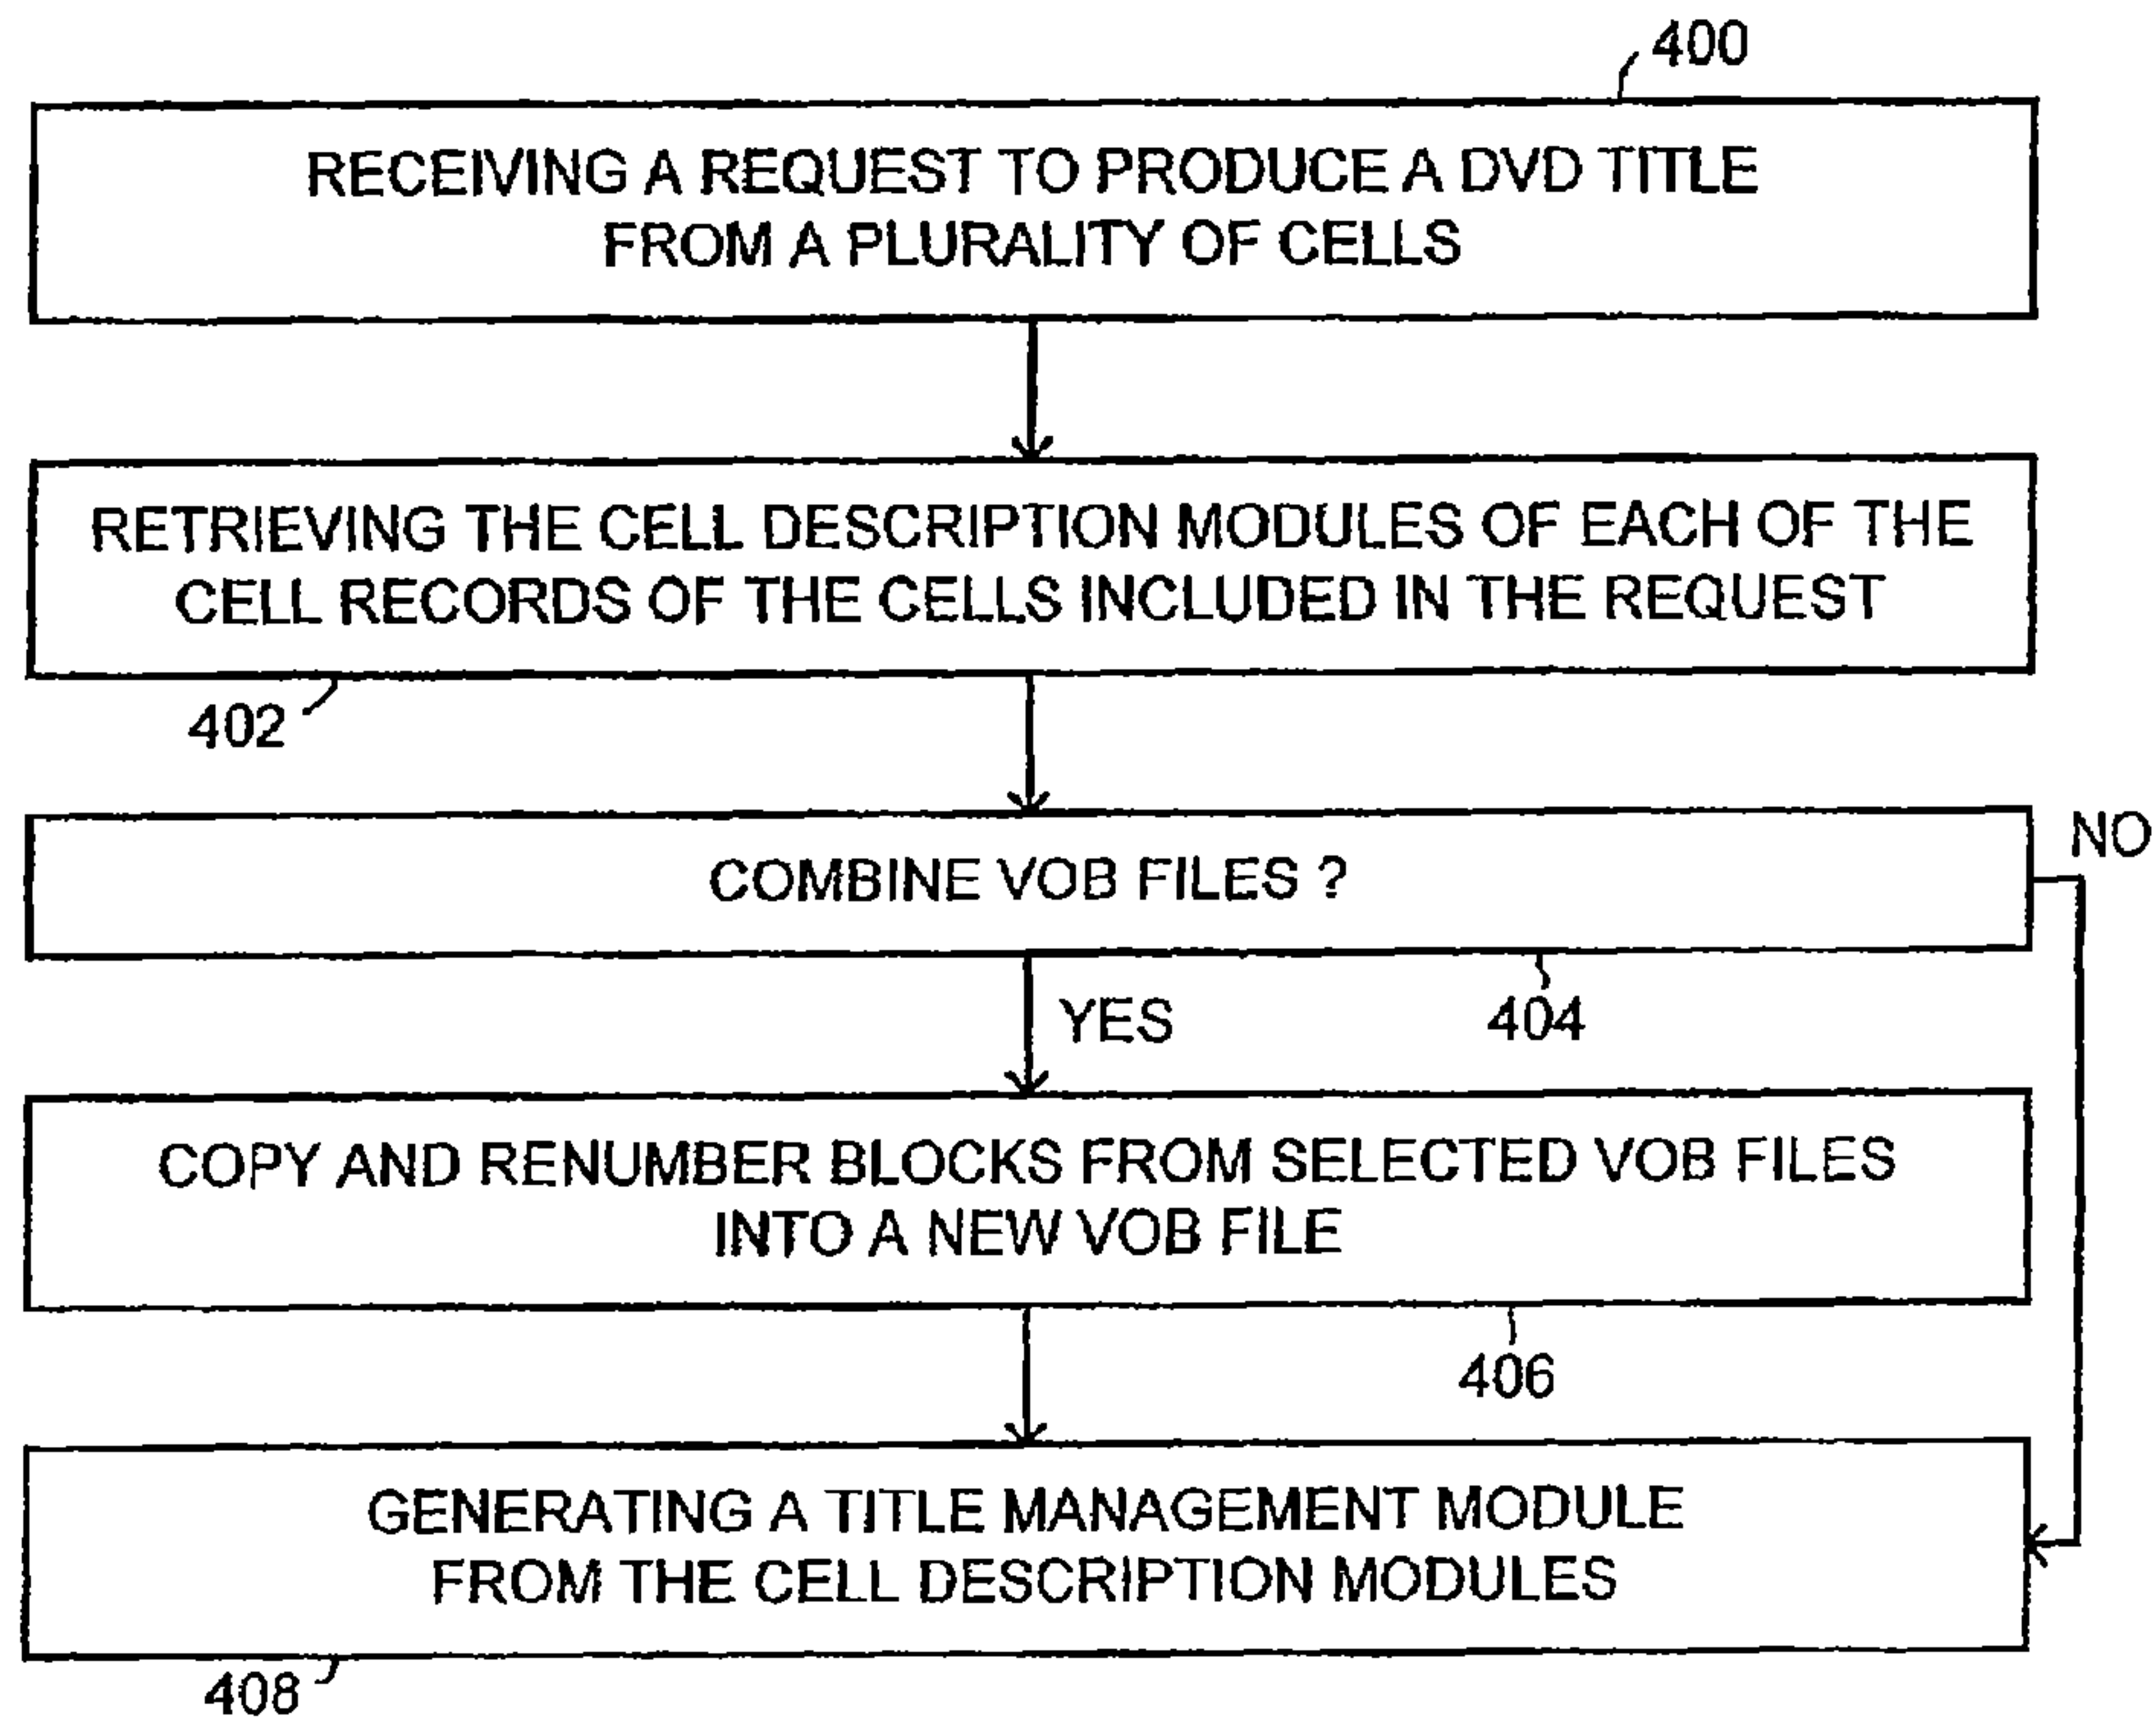 400
RECEIVING A REQUEST TO PRODUCE A DVD TITLE
FROM A PLURALITY OF CELLS
RETRIEVING THE CELL DESCRIPTION MODULES OF EACH OF THE
CELL RECORDS OF THE CELLS INCLUDED IN THE REQUEST
402
COMBINE VOB FILES ?
NO
YES
404
COPY AND RENUMBER BLOCKS FROM SELECTED VOB FILES
INTO A NEW VOB FILE
406
GENERATING A TITLE MANAGEMENT MODULE
FROM THE CELL DESCRIPTION MODULES
408